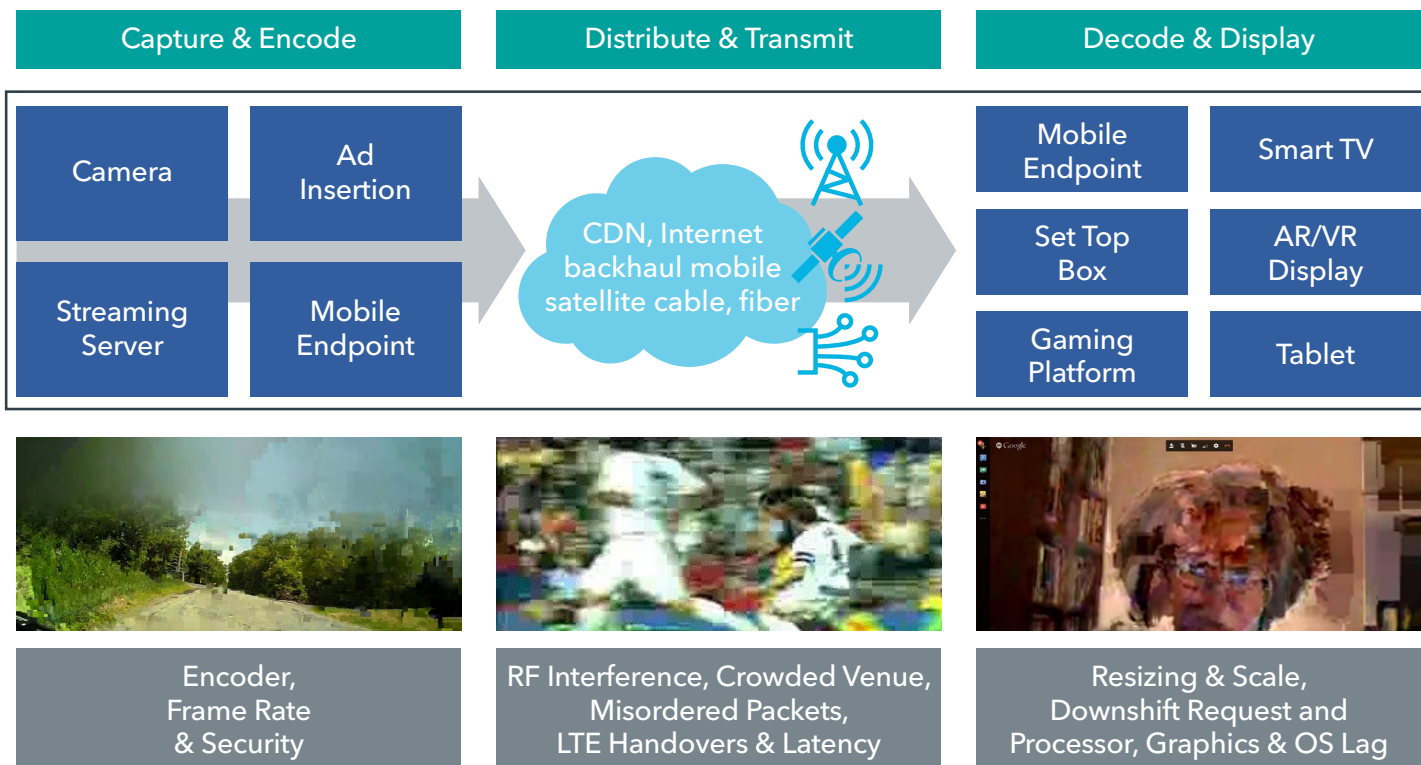 Capture & Encode
Distribute & Transmit
Decode & Display
Camera
Ad
Insertion
Streaming
Server
Mobile
Endpoint
CDN, Internet
backhaul mobile
satellite cable, fiber
Mobile
Endpoint
Smart TV
Set Top
Box
AR/VR
Display
Gaming
Platform
Tablet
Google
Encoder,
Frame Rate
& Security
RF Interference, Crowded Venue,
Misordered Packets,
LTE Handovers & Latency
Resizing & Scale,
Downshift Request and
Processor, Graphics & OS Lag